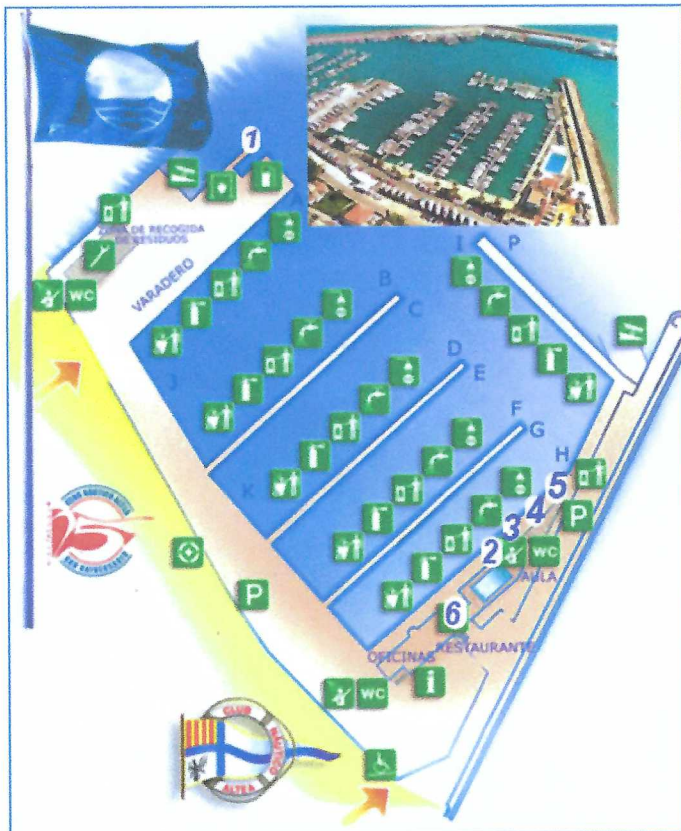 1
ZONA DE RECOGIDA
DE RESIDUOS
WC
VARADERO
I
P
B
C
D
E
J
F
G
K
H
5
4
P
3
2
WC
AULA
P
6
RESTAURANTE
OFICINAS
i
WC
CLUB
NÁUTICO
ALTEA